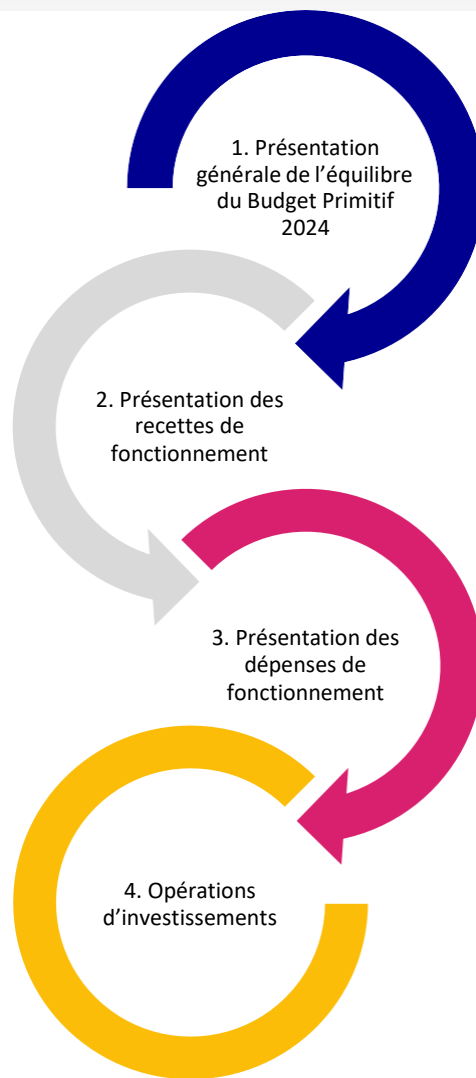 1. Présentation
générale de l’équilibre
du Budget Primitif
2024
2. Présentation des
recettes de
fonctionnement
3. Présentation des
dépenses de
fonctionnement
4. Opérations
d’investissements